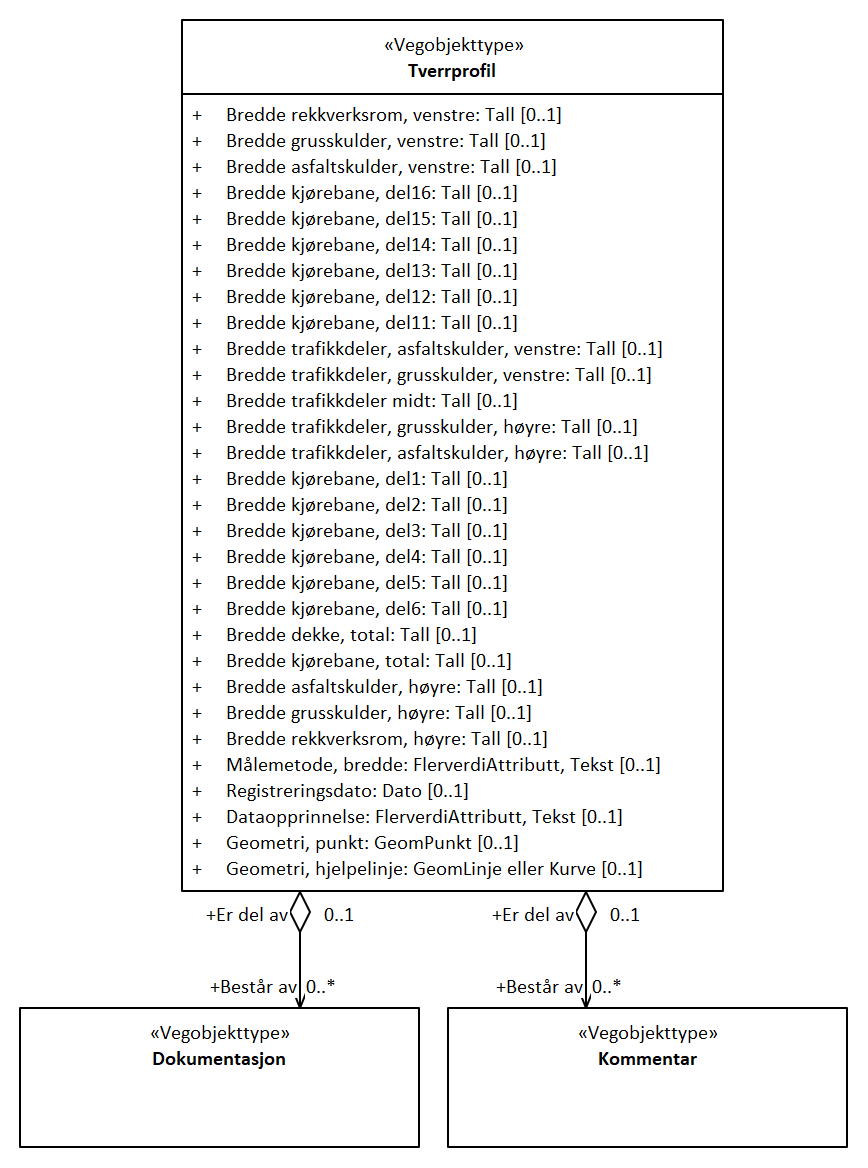 «Vegobjekttype»
Tverrprofil
+ Bredde rekkverksrom, venstre: Tall [0..1]
+ Bredde grusskulder, venstre: Tall [0..1]
+ Bredde asfaltskulder, venstre: Tall [0..1]
+ Bredde kjørebane, del16: Tall [0..1]
+ Bredde kjørebane, del15: Tall [0..1]
+ Bredde kjørebane, del14: Tall [0..1]
+ Bredde kjørebane, del13: Tall [0..1]
+ Bredde kjørebane, del12: Tall [0..1]
+ Bredde kjørebane, del11: Tall [0..1]
+ Bredde trafikkdeler, asfaltskulder, venstre: Tall [0..1]
+ Bredde trafikkdeler, grusskulder, venstre: Tall [0..1]
+ Bredde trafikkdeler midt: Tall [0..1]
+ Bredde trafikkdeler, grusskulder, høyre: Tall [0..1]
+ Bredde trafikkdeler, asfaltskulder, høyre: Tall [0..1]
+ Bredde kjørebane, del1: Tall [0..1]
+ Bredde kjørebane, del2: Tall [0..1]
+ Bredde kjørebane, del3: Tall [0..1]
+ Bredde kjørebane, del4: Tall [0..1]
+ Bredde kjørebane, del5: Tall [0..1]
+ Bredde kjørebane, del6: Tall [0..1]
+ Bredde dekke, total: Tall [0..1]
+ Bredde kjørebane, total: Tall [0..1]
+ Bredde asfaltskulder, høyre: Tall [0..1]
+ Bredde grusskulder, høyre: Tall [0..1]
+ Bredde rekkverksrom, høyre: Tall [0..1]
+ Målemetode, bredde: FlerverdiAttributt, Tekst [0..1]
+ Registreringsdato: Dato [0..1]
+ Dataopprinnelse: FlerverdiAttributt, Tekst [0..1]
+ Geometri, punkt: GeomPunkt [0..1]
+ Geometri, hjelpelinje: GeomLinje eller Kurve [0..1]
+Er del av 0..1
+Består av 0..*
«Vegobjekttype»
Dokumentasjon
+Er del av 0..1
+Består av 0..*
«Vegobjekttype»
Kommentar